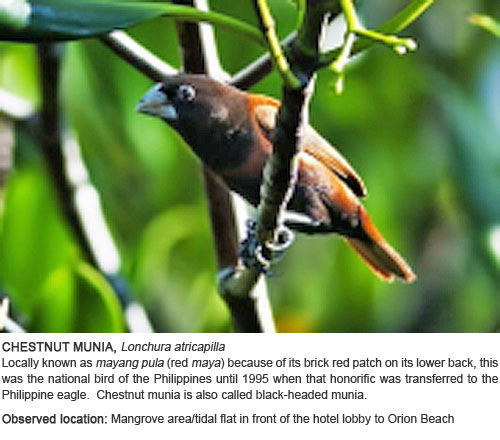 CHESTNUT MUNIA, Lonchura atricapilla
Locally known as mayang pula (red maya) because of its brick red patch on its lower back, this
was the national bird of the Philippines until 1995 when that honorific was transferred to the
Philippine eagle.  Chestnut munia is also called black-headed munia.
Observed location: Mangrove area/tidal flat in front of the hotel lobby to Orion Beach